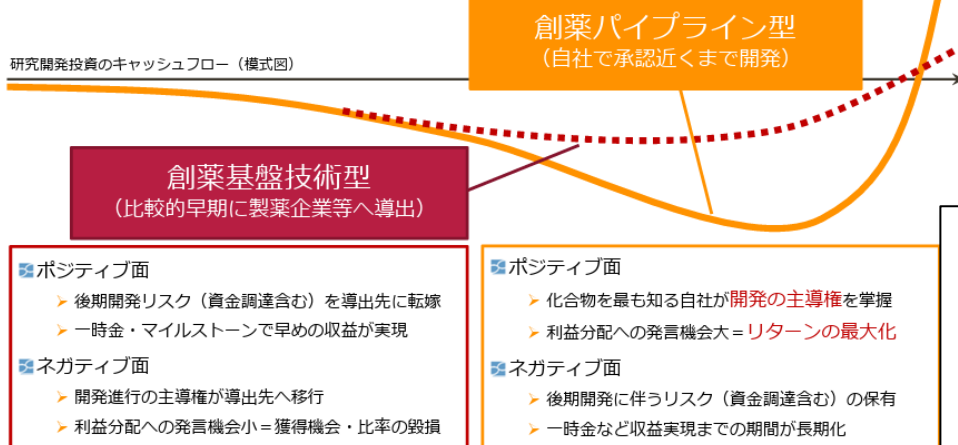 創薬パイプライン型
（自社で承認近くまで開発）
研究開発投資のキャッシュフロー（模式図）
創薬基盤技術型
（比較的早期に製薬企業等へ導出）
ポジティブ面
後期開発リスク（資金調達含む）を導出先に転嫁
一時金・マイルストーンで早めの収益が実現
ネガティブ面
開発進行の主導権が導出先へ移行
利益分配への発言機会小＝獲得機会・比率の毀損
ポジティブ面
化合物を最も知る自社が開発の主導権を掌握
利益分配への発言機会大＝リターンの最大化
ネガティブ面
後期開発に伴うリスク（資金調達含む）の保有
一時金など収益実現までの期間が長期化